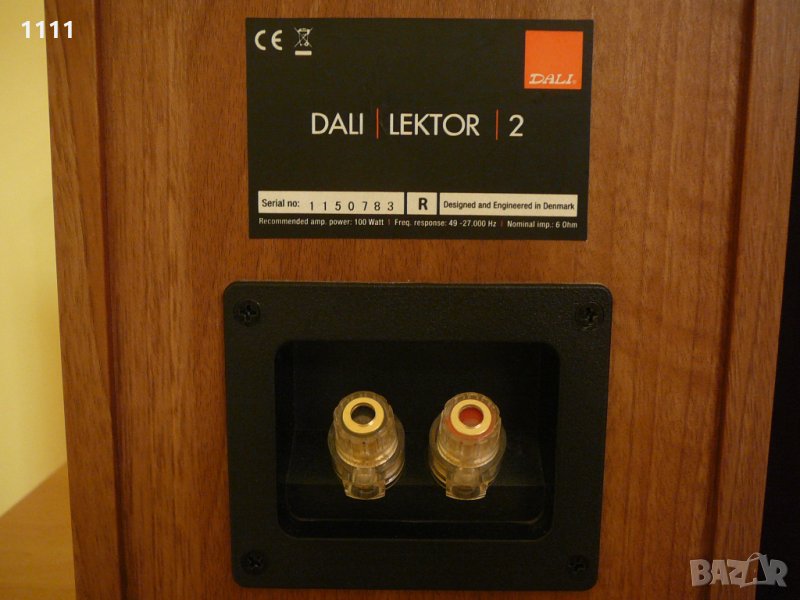 1111
CE
DALI
DALI | LEKTOR | 2
Serial no: 1150783 R Designed and Engineered in Denmark
Recommended amp. power: 100 Watt | Freq. response: 49 -27.000 Hz | Nominal imp.: 6 Ohm
BAZAR